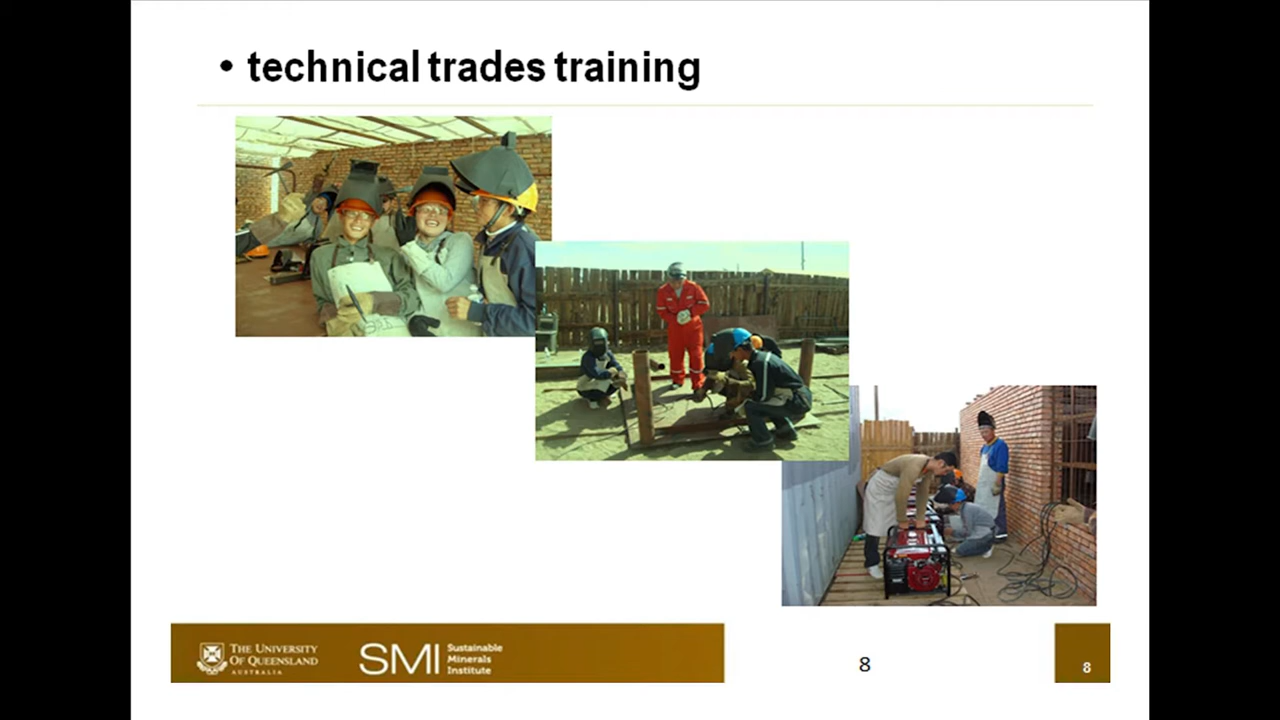 • technical trades training
THE UNIVERSITY
OF QUEENSLAND
AUSTRALIA
SMI
Sustainable
Minerals
Institute
8
8